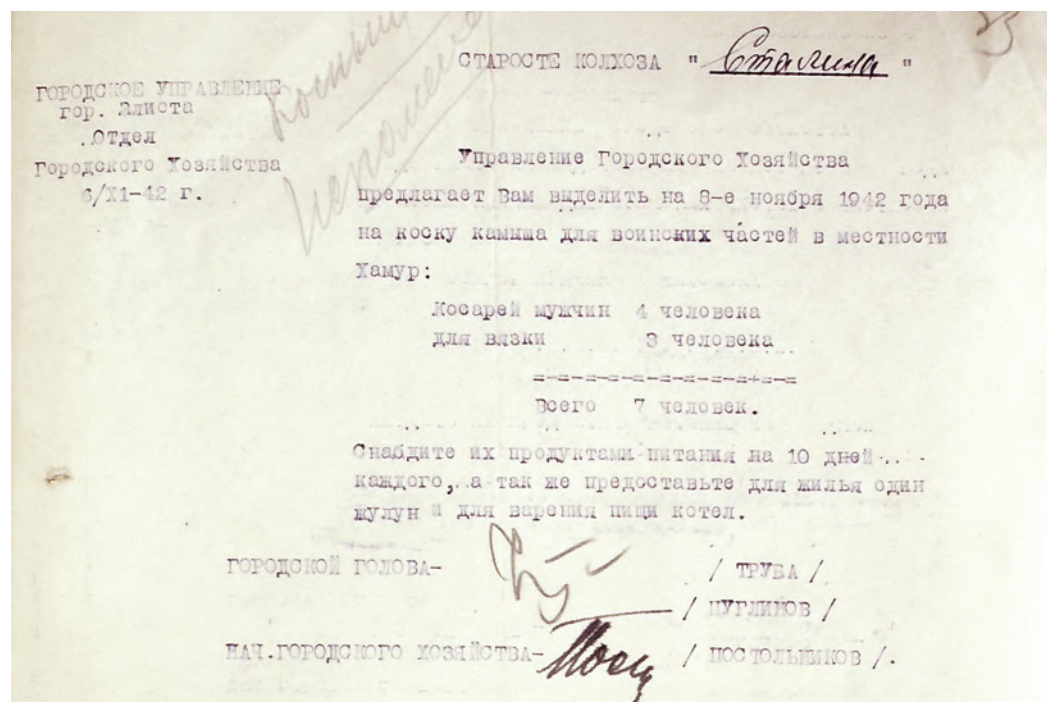 23
СТАРОСТЕ КОЛХОЗА " Сталина "
ГОРОДСКОЕ УПРАВЛЕНИЕ
гор. Элиста
Отдел
Городского Хозяйства
6/XI-42 г.
Управление Городского Хозяйства
предлагает Вам выделить на 8-е ноября 1942 года
на коску камыша для воинских частей в местности
Хамур:
Косарей мужчин 4 человека
для вязки 3 человека
=-=-=-=-=-=-=-=-=+=-=
Всего 7 человек.
Снабдите их продуктами питания на 10 дней
каждого, а так же предоставьте для жилья один
жулун и для варения пищи котел.
ГОРОДСКОЙ ГОЛОВА- / ТРУБА /
/ ЦУГЛИНОВ /
НАЧ.ГОРОДСКОГО ХОЗЯЙСТВА- / ПОСТОЛЬНИКОВ /.